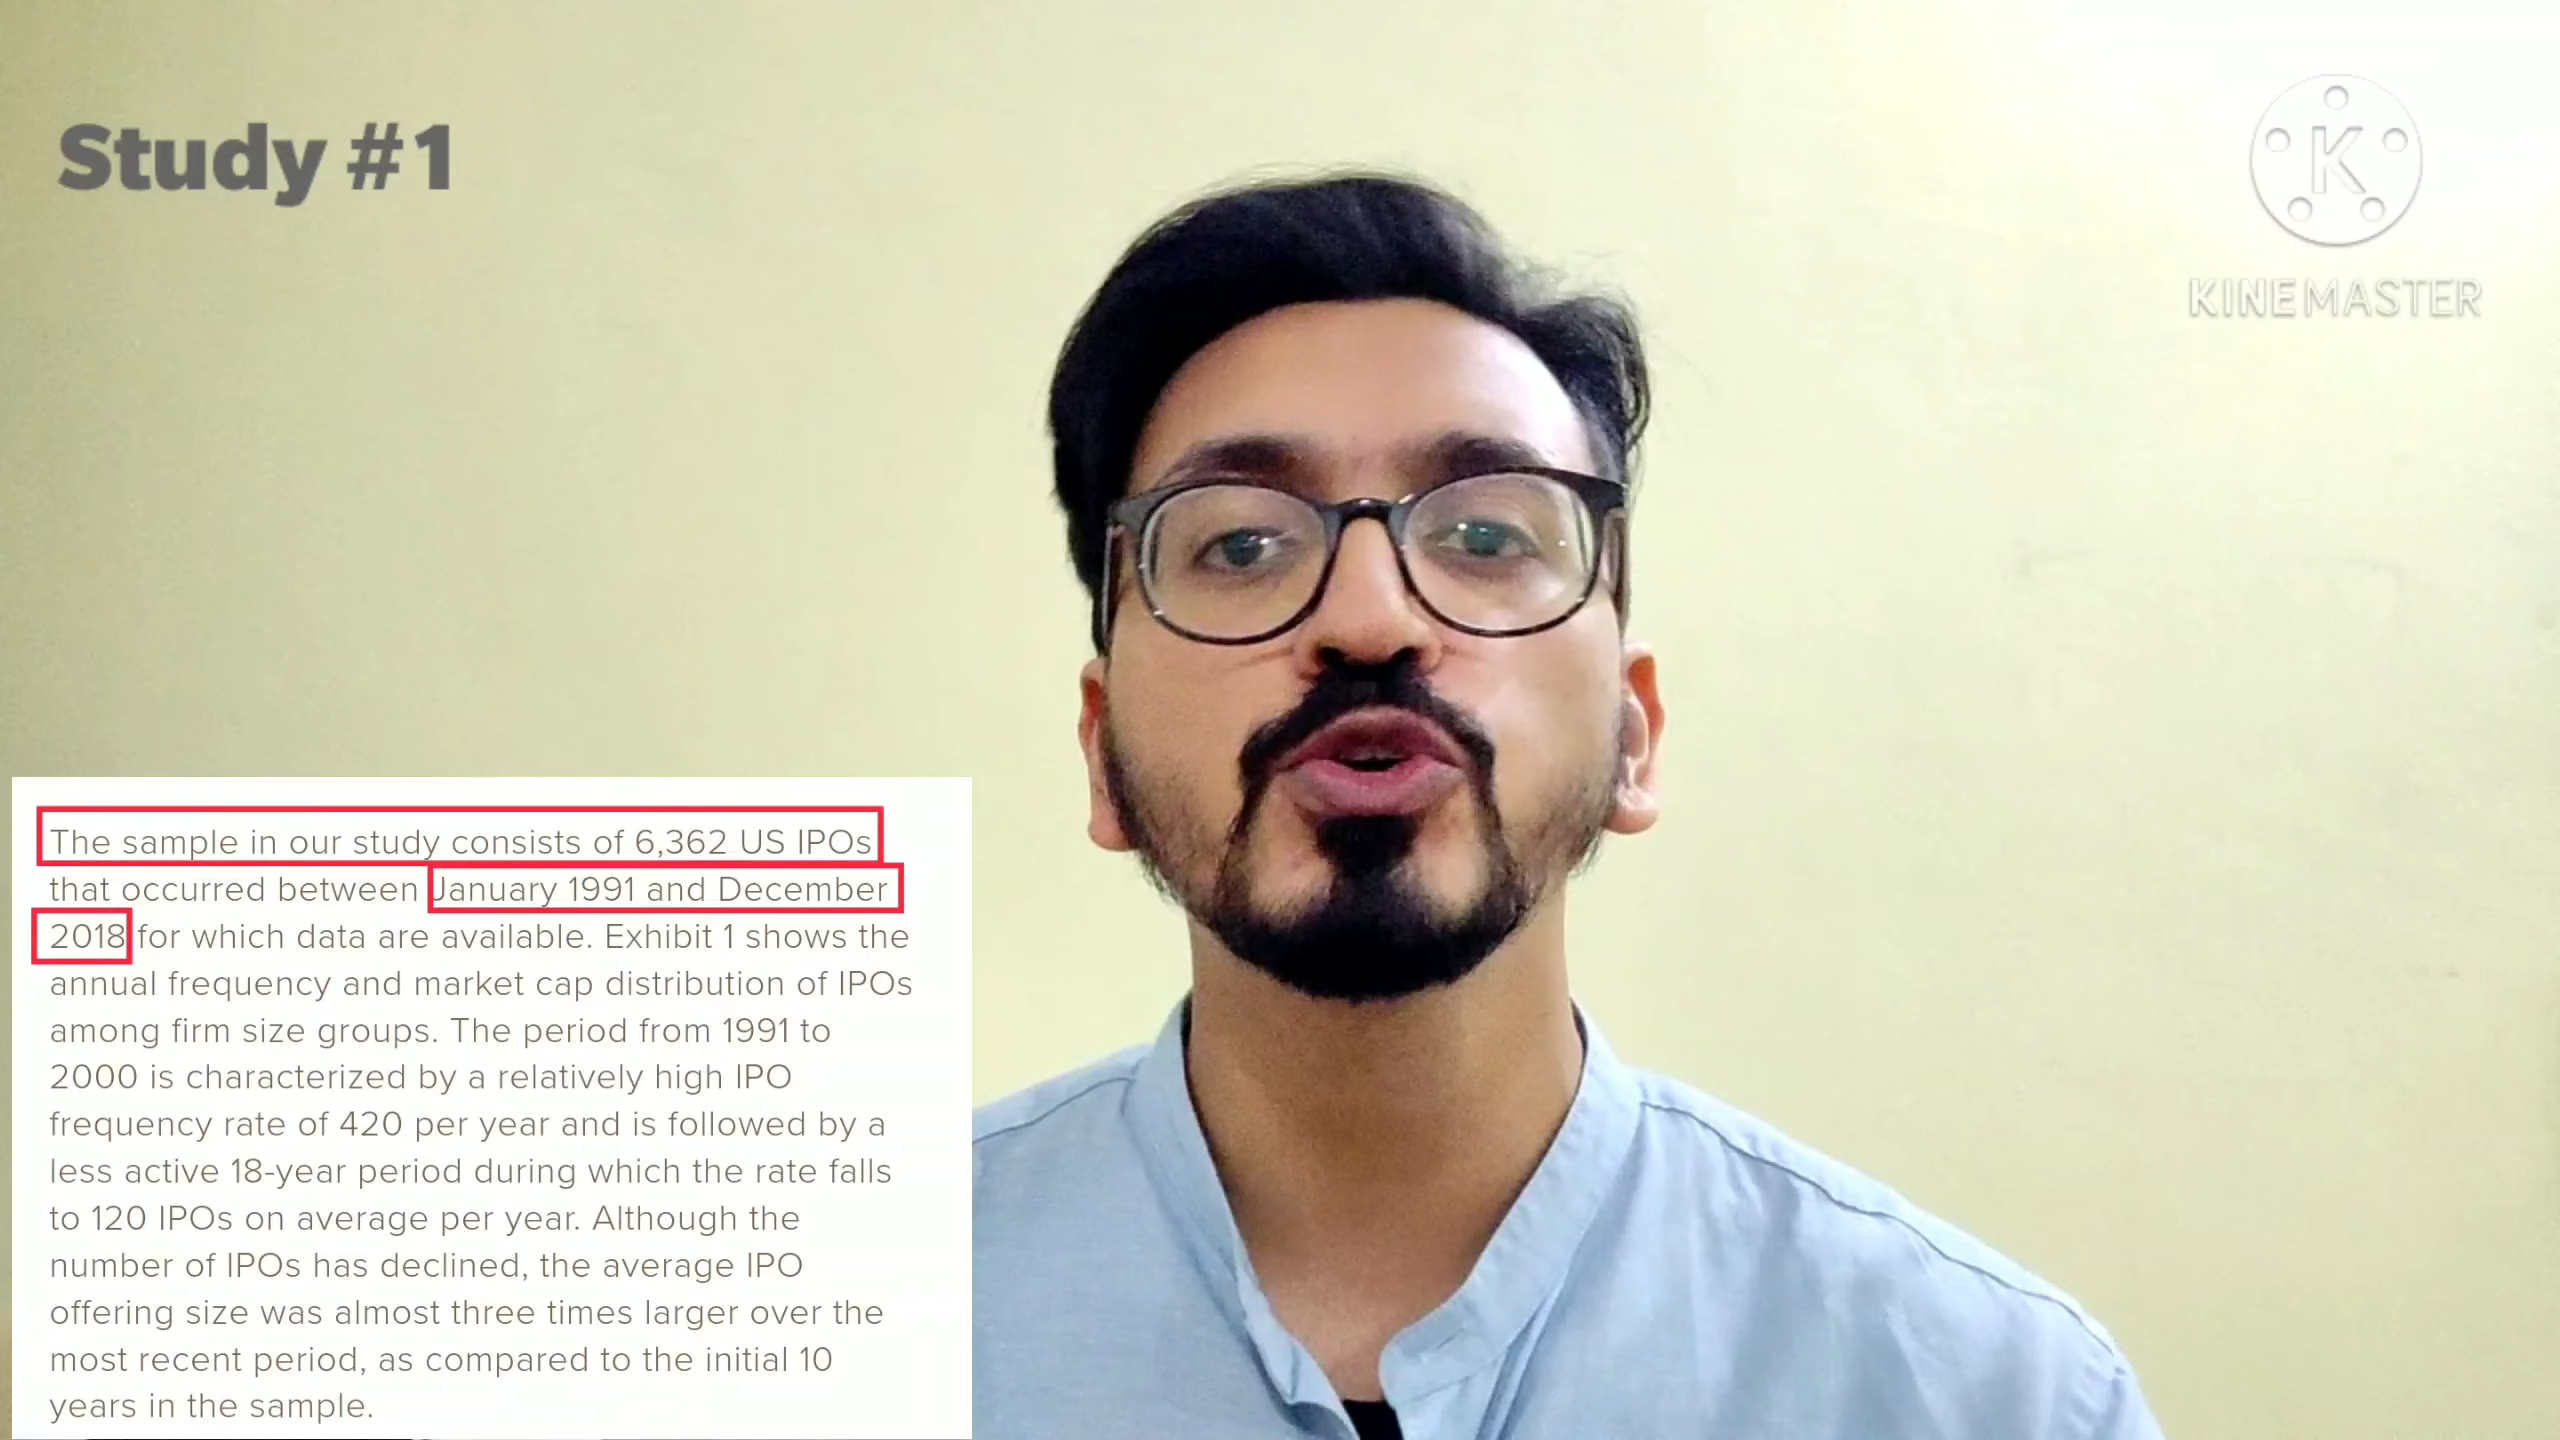 Study #1
K
KINEMASTER
The sample in our study consists of 6,362 US IPOs
that occurred between January 1991 and December
2018 for which data are available. Exhibit 1 shows the
annual frequency and market cap distribution of IPOs
among firm size groups. The period from 1991 to
2000 is characterized by a relatively high IPO
frequency rate of 420 per year and is followed by a
less active 18-year period during which the rate falls
to 120 IPOs on average per year. Although the
number of IPOs has declined, the average IPO
offering size was almost three times larger over the
most recent period, as compared to the initial 10
years in the sample.